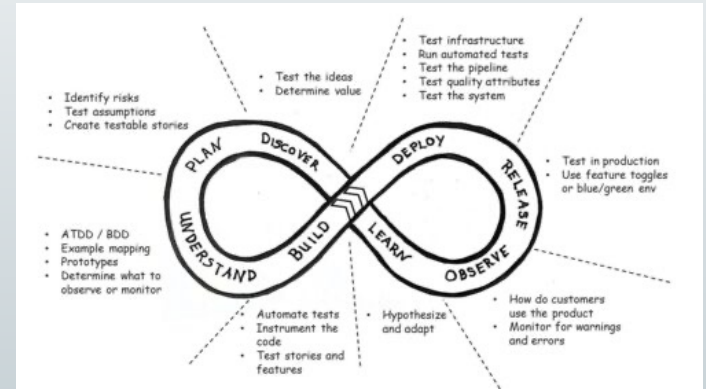 • Test infrastructure
• Run automated tests
• Test the pipeline
• Test quality attributes
• Test the system
• Test the ideas
• Determine value
• Identify risks
• Test assumptions
• Create testable stories
PLAN
DISCOVER
DEPLOY
RELEASE
• Test in production
• Use feature toggles
or blue/green env
UNDERSTAND
BUILD
LEARN
OBSERVE
• ATDD / BDD
• Example mapping
• Prototypes
• Determine what to
observe or monitor
• Automate tests
• Instrument the
code
• Test stories and
features
• Hypothesize
and adapt
• How do customers
use the product
• Monitor for warnings
and errors